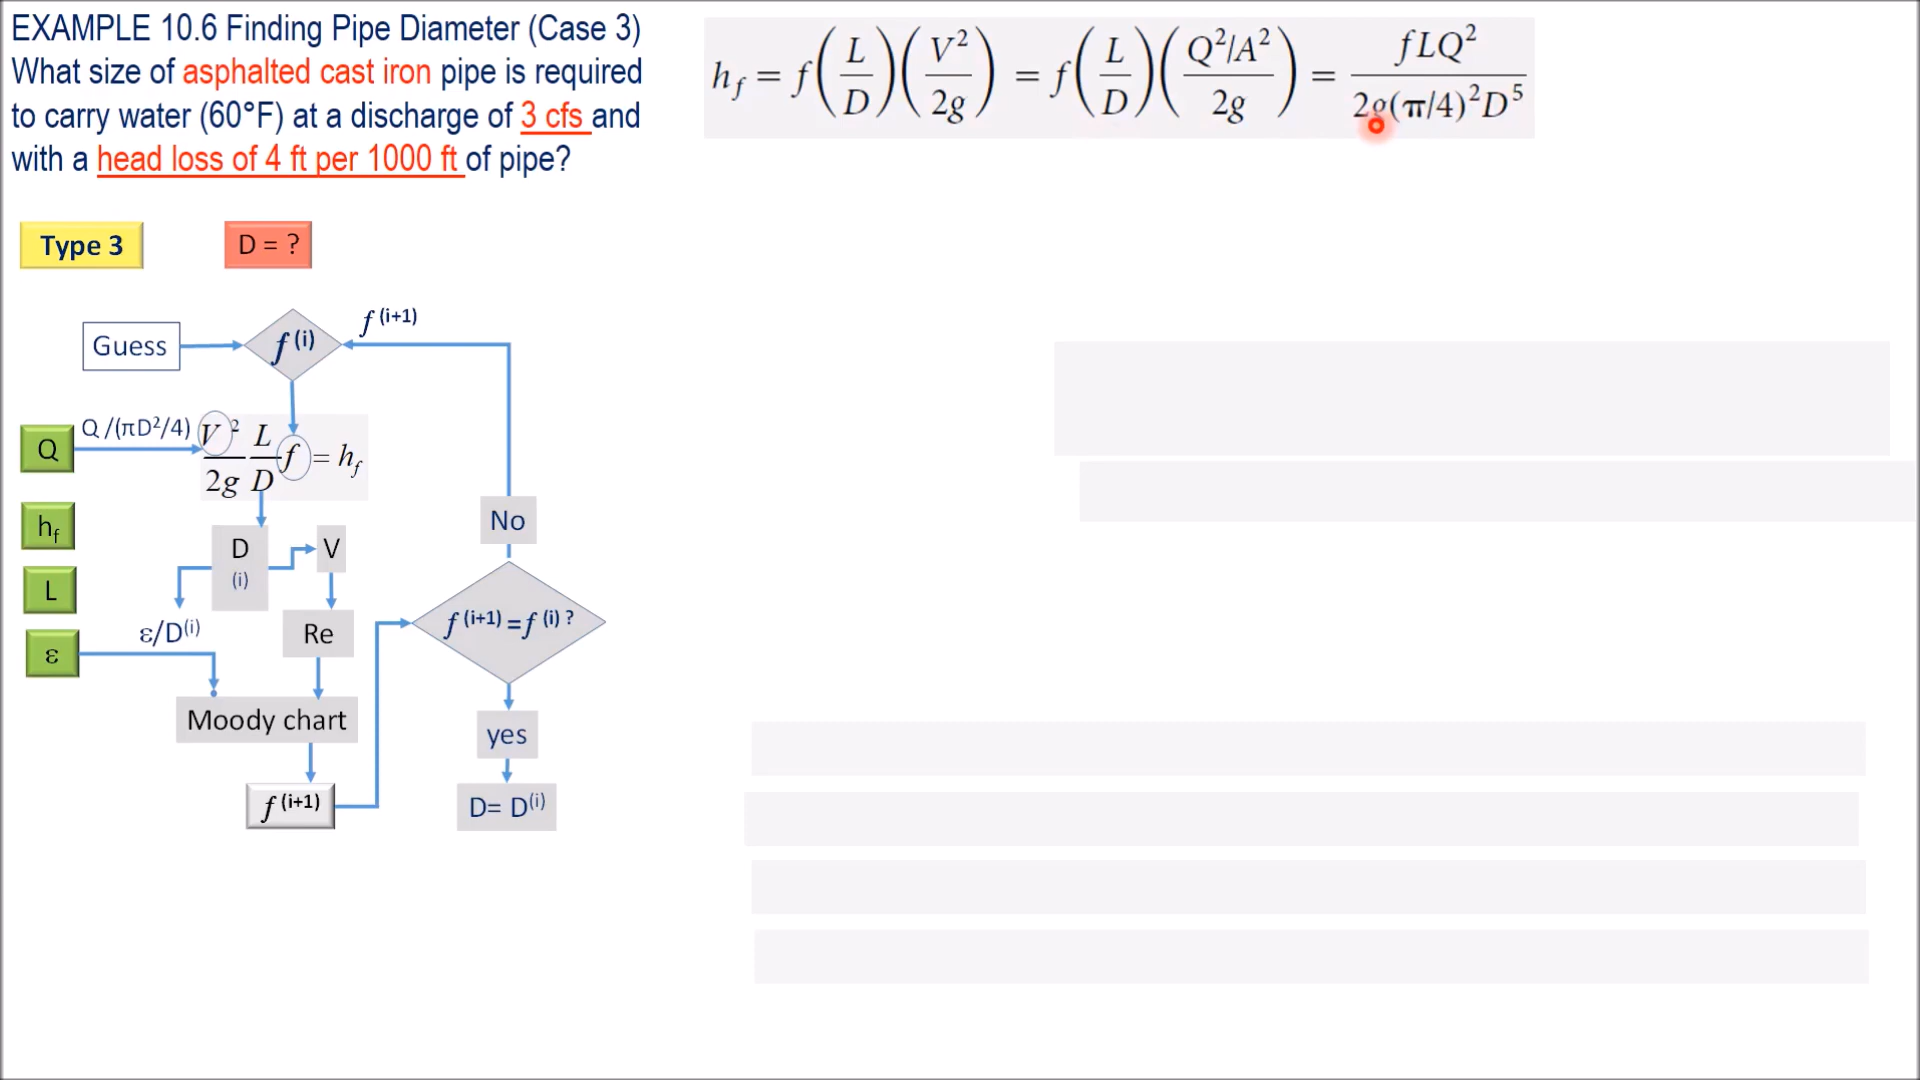 EXAMPLE 10.6 Finding Pipe Diameter (Case 3)
What size of asphalted cast iron pipe is required
to carry water (60°F) at a discharge of 3 cfs and
with a head loss of 4 ft per 1000 ft of pipe?
h_f = f(L/D)(V²/2g) = f(L/D)((Q²/A²)/2g) = fLQ²/(2g(π/4)²D⁵)
Type 3
D = ?
Guess
f⁽ⁱ⁾
f⁽ⁱ⁺¹⁾
Q
Q /(πD²/4)
V²/2g L/D f = h_f
h_f
No
D
(i)
V
L
f⁽ⁱ⁺¹⁾ = f⁽ⁱ⁾ ?
ε/D⁽ⁱ⁾
Re
ε
Moody chart
yes
f⁽ⁱ⁺¹⁾
D= D⁽ⁱ⁾